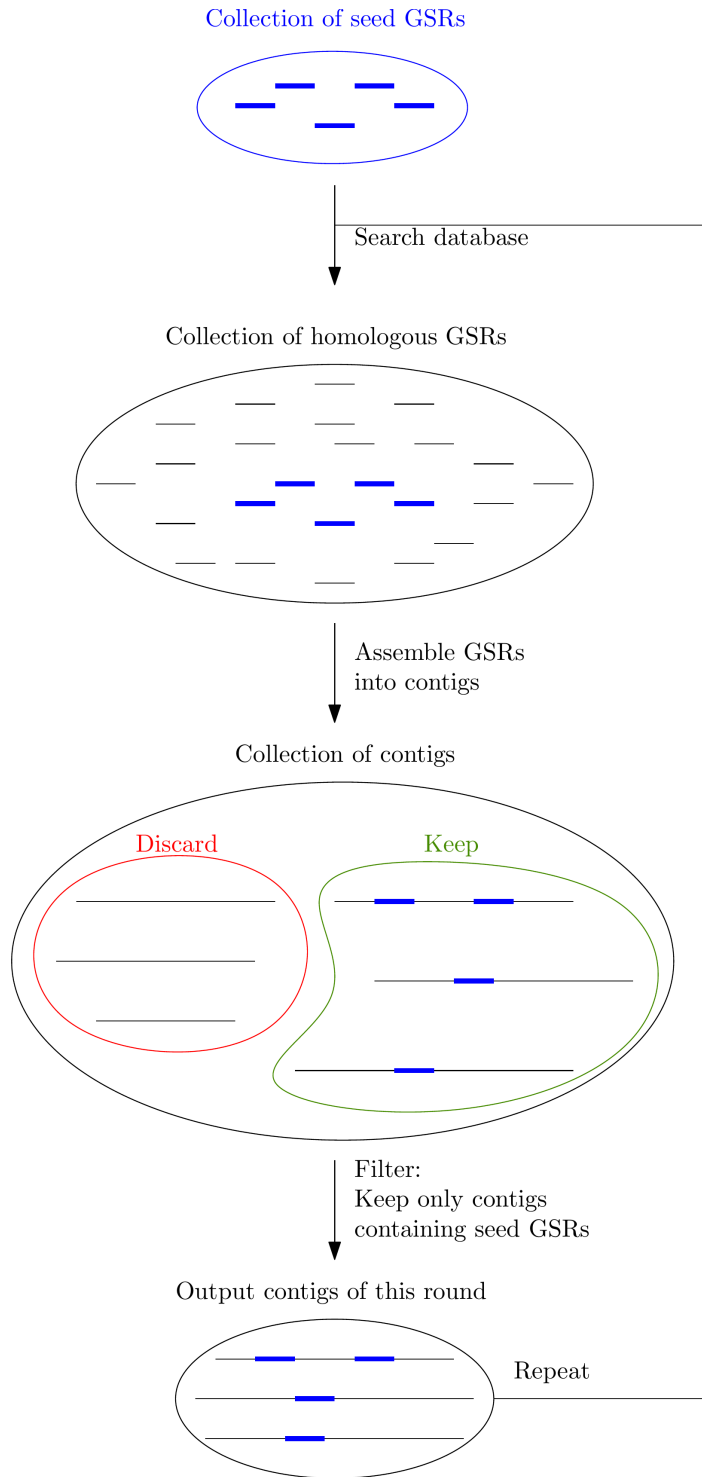 Collection of seed GSRs
Search database
Collection of homologous GSRs
Assemble GSRs
into contigs
Collection of contigs
Discard
Keep
Filter:
Keep only contigs
containing seed GSRs
Output contigs of this round
Repeat